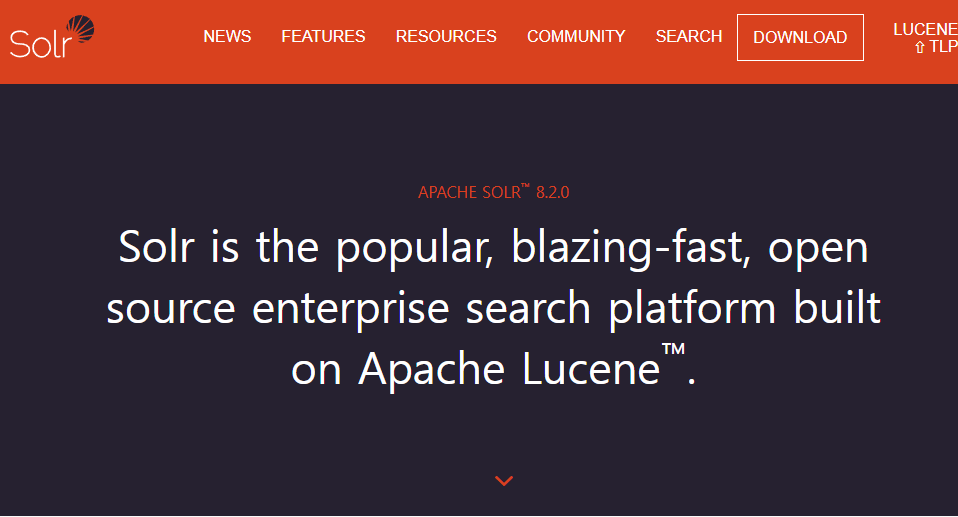 Solr
NEWS FEATURES RESOURCES COMMUNITY SEARCH DOWNLOAD LUCENE
⇧ TLP
APACHE SOLR™ 8.2.0
Solr is the popular, blazing-fast, open
source enterprise search platform built
on Apache Lucene™.